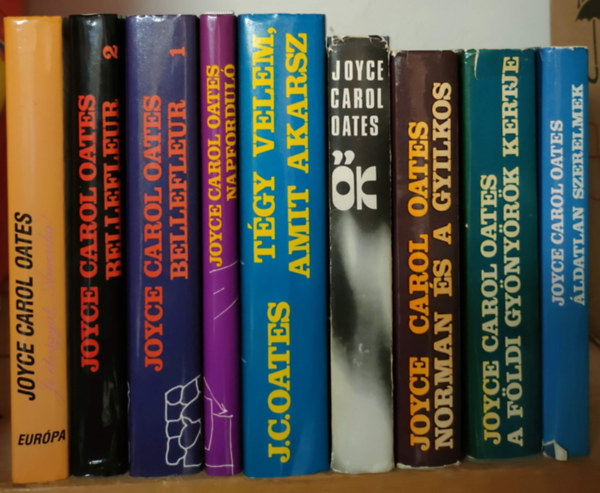 JOYCE CAROL OATES
EURÓPA
JOYCE CAROL OATES
BELLEFLEUR 2
JOYCE CAROL OATES
BELLEFLEUR 1
JOYCE CAROL OATES
NAPFORDULÓ
J.C.OATES
TÉGY VELEM,
AMIT AKARSZ
JOYCE
CAROL
OATES
ŐK
JOYCE CAROL OATES
NORMAN ÉS A GYILKOS
JOYCE CAROL OATES
A FÖLDI GYÖNYÖRÖK KERTJE
JOYCE CAROL OATES
ÁLDATLAN SZERELMEK